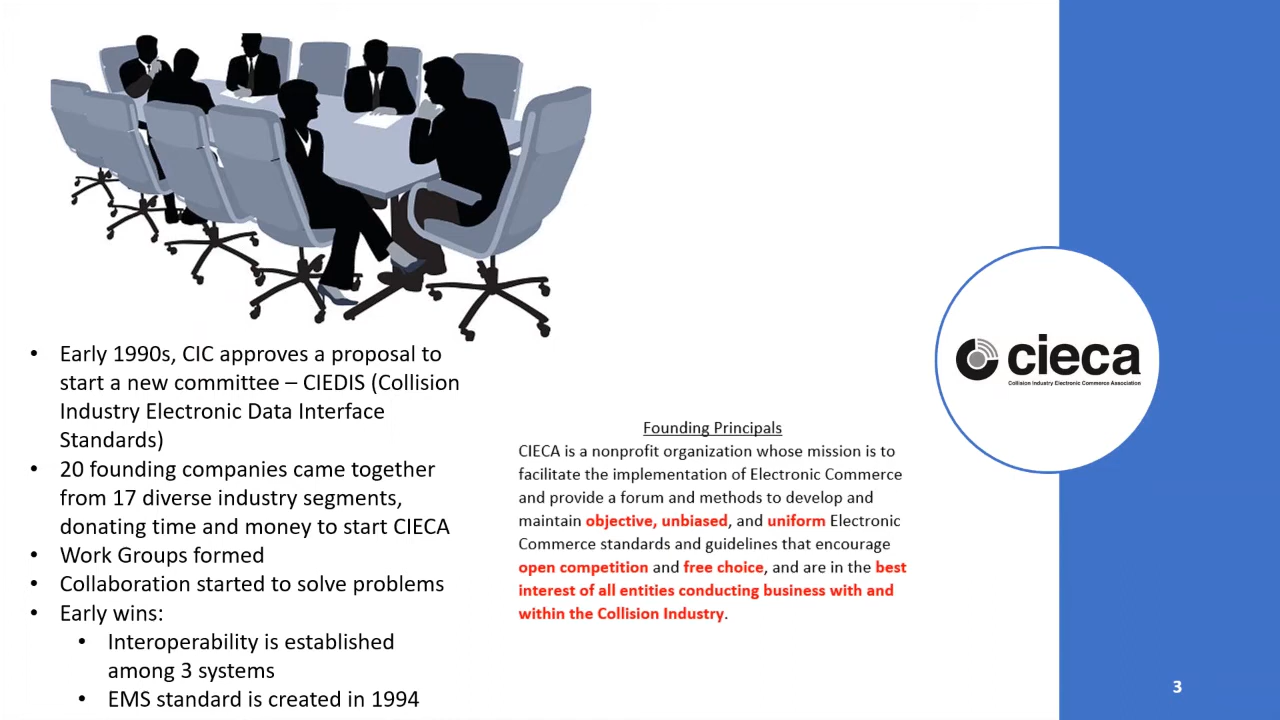 • Early 1990s, CIC approves a proposal to
start a new committee – CIEDIS (Collision
Industry Electronic Data Interface
Standards)
• 20 founding companies came together
from 17 diverse industry segments,
donating time and money to start CIECA
• Work Groups formed
• Collaboration started to solve problems
• Early wins:
• Interoperability is established
among 3 systems
• EMS standard is created in 1994
Founding Principals
CIECA is a nonprofit organization whose mission is to
facilitate the implementation of Electronic Commerce
and provide a forum and methods to develop and
maintain objective, unbiased, and uniform Electronic
Commerce standards and guidelines that encourage
open competition and free choice, and are in the best
interest of all entities conducting business with and
within the Collision Industry.
cieca
Collision Industry Electronic Commerce Association
3